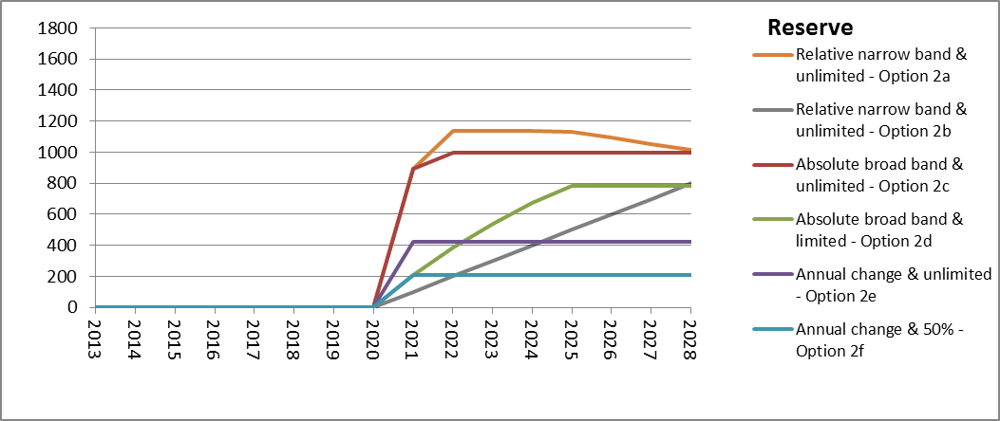 Reserve
1800
1600
1400
1200
1000
800
600
400
200
0
2013
2014
2015
2016
2017
2018
2019
2020
2021
2022
2023
2024
2025
2026
2027
2028
Relative narrow band &
unlimited - Option 2a
Relative narrow band &
unlimited - Option 2b
Absolute broad band &
unlimited - Option 2c
Absolute broad band &
limited - Option 2d
Annual change & unlimited
- Option 2e
Annual change & 50% -
Option 2f